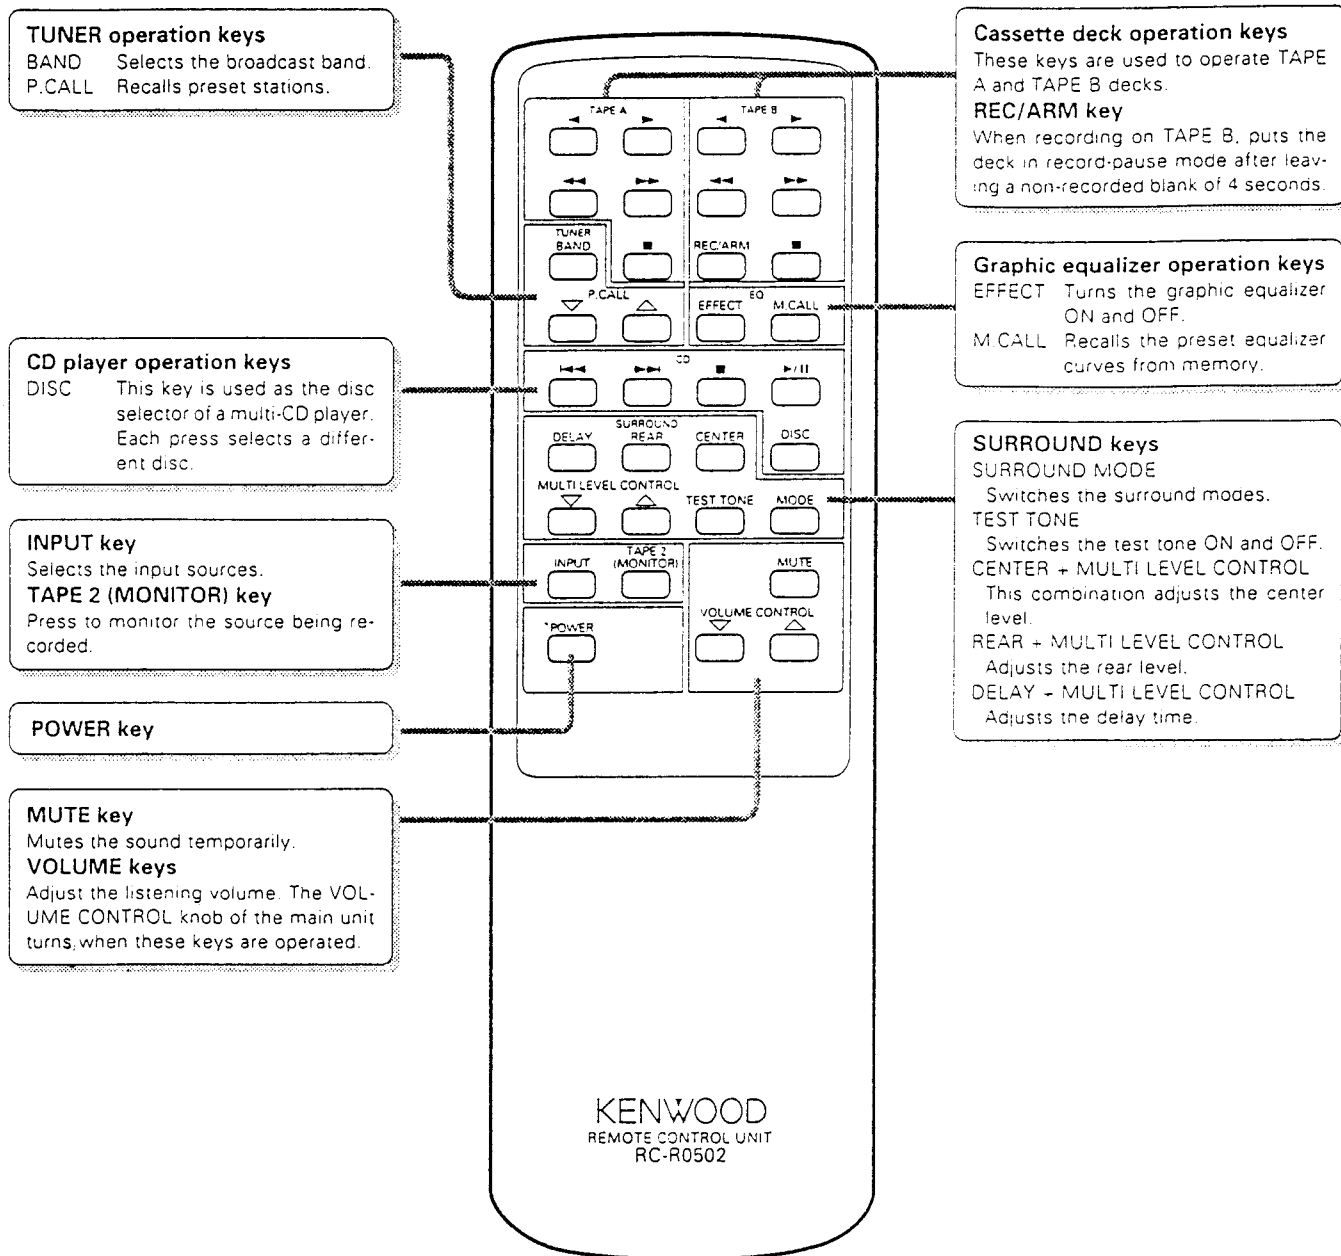 TUNER operation keys
BAND Selects the broadcast band.
P.CALL Recalls preset stations.
CD player operation keys
DISC This key is used as the disc
selector of a multi-CD player.
Each press selects a differ-
ent disc.
INPUT key
Selects the input sources.
TAPE 2 (MONITOR) key
Press to monitor the source being re-
corded.
POWER key
MUTE key
Mutes the sound temporarily.
VOLUME keys
Adjust the listening volume. The VOL-
UME CONTROL knob of the main unit
turns, when these keys are operated.
TAPE A TAPE B
TUNER
BAND REC/ARM
P.CALL EQ
EFFECT M.CALL
CD
SURROUND
DELAY REAR CENTER DISC
MULTI LEVEL CONTROL
TEST TONE MODE
TAPE 2
INPUT (MONITOR) MUTE
VOLUME CONTROL
POWER
KENWOOD
REMOTE CONTROL UNIT
RC-R0502
Cassette deck operation keys
These keys are used to operate TAPE
A and TAPE B decks.
REC/ARM key
When recording on TAPE B, puts the
deck in record-pause mode after leav-
ing a non-recorded blank of 4 seconds.
Graphic equalizer operation keys
EFFECT Turns the graphic equalizer
ON and OFF.
M.CALL Recalls the preset equalizer
curves from memory.
SURROUND keys
SURROUND MODE
Switches the surround modes.
TEST TONE
Switches the test tone ON and OFF.
CENTER + MULTI LEVEL CONTROL
This combination adjusts the center
level.
REAR + MULTI LEVEL CONTROL
Adjusts the rear level.
DELAY + MULTI LEVEL CONTROL
Adjusts the delay time.